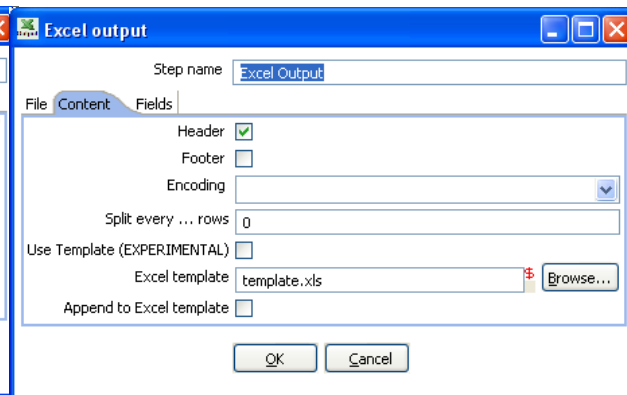 Excel output
Step name Excel Output
File Content Fields
Header
Footer
Encoding
Split every ... rows 0
Use Template (EXPERIMENTAL)
Excel template template.xls $ Browse...
Append to Excel template
OK Cancel